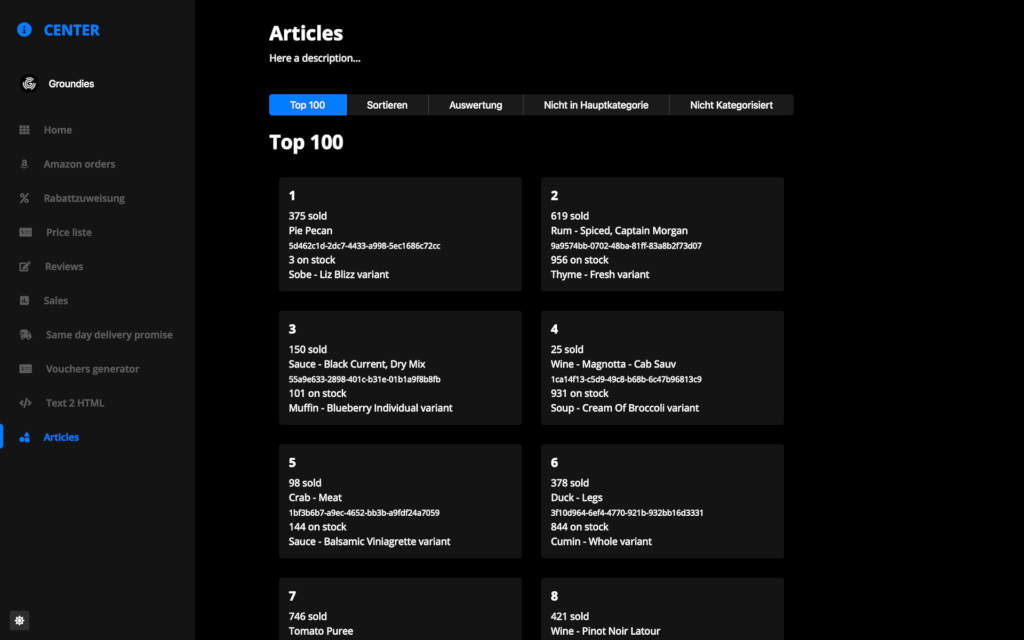 CENTER
Groundies
Home
Amazon orders
Rabattzuweisung
Price liste
Reviews
Sales
Same day delivery promise
Vouchers generator
Text 2 HTML
Articles
Articles
Here a description...
Top 100
Sortieren
Auswertung
Nicht in Hauptkategorie
Nicht Kategorisiert
Top 100
1
375 sold
Pie Pecan
5d462c1d-2dc7-4433-a998-5ec1686c72cc
3 on stock
Sobe - Liz Blizz variant
2
619 sold
Rum - Spiced, Captain Morgan
9a9574bb-0702-48ba-81ff-83a8b2f73d07
956 on stock
Thyme - Fresh variant
3
150 sold
Sauce - Black Current, Dry Mix
55a9e633-2898-401c-b31e-01b1a9f8b8fb
101 on stock
Muffin - Blueberry Individual variant
4
25 sold
Wine - Magnotta - Cab Sauv
1ca14f13-c5d9-49c8-b68b-6c47b96813c9
931 on stock
Soup - Cream Of Broccoli variant
5
98 sold
Crab - Meat
1bf3b6b7-a9ec-4652-bb3b-a9fdf24a7059
144 on stock
Sauce - Balsamic Viniagrette variant
6
378 sold
Duck - Legs
3f10d964-6ef4-4770-921b-932bb16d3331
844 on stock
Cumin - Whole variant
7
746 sold
Tomato Puree
8
421 sold
Wine - Pinot Noir Latour